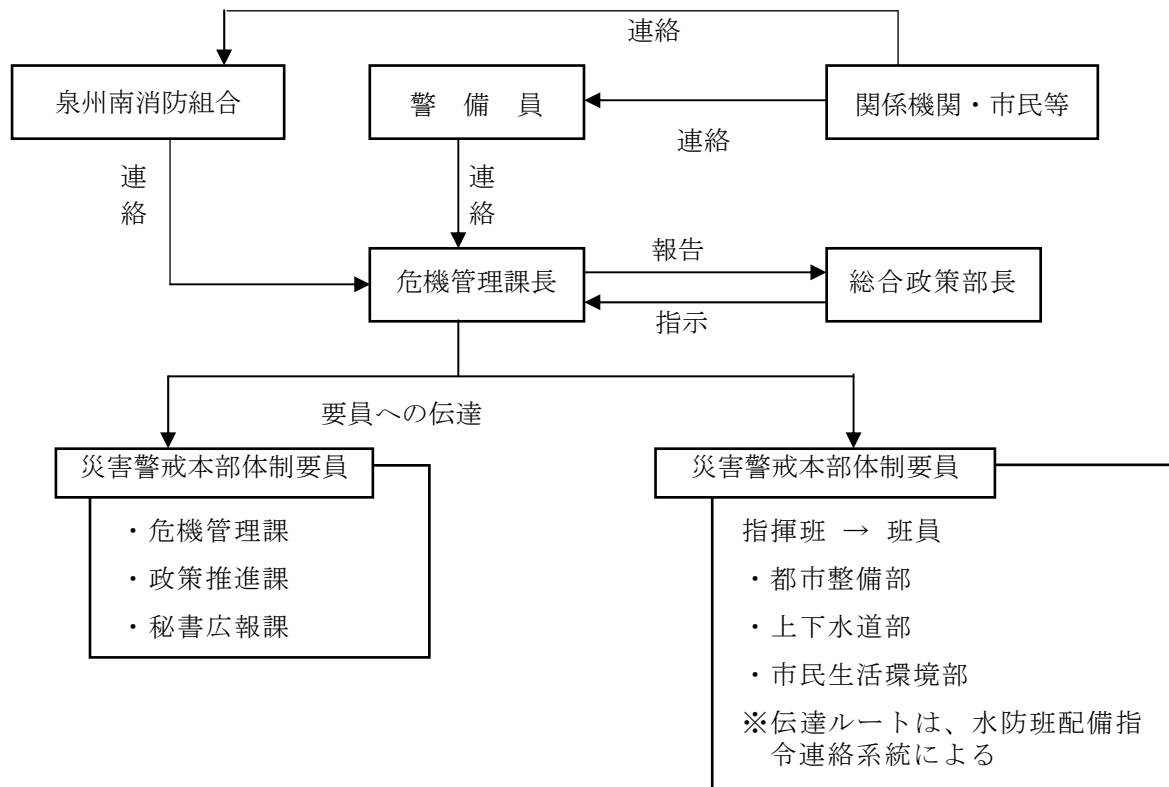 連絡
泉州南消防組合
警 備 員
関係機関・市民等
連絡
連絡
連絡
危機管理課長
報告
総合政策部長
指示
要員への伝達
災害警戒本部体制要員
・危機管理課
・政策推進課
・秘書広報課
災害警戒本部体制要員
指揮班 → 班員
・都市整備部
・上下水道部
・市民生活環境部
※伝達ルートは、水防班配備指
令連絡系統による